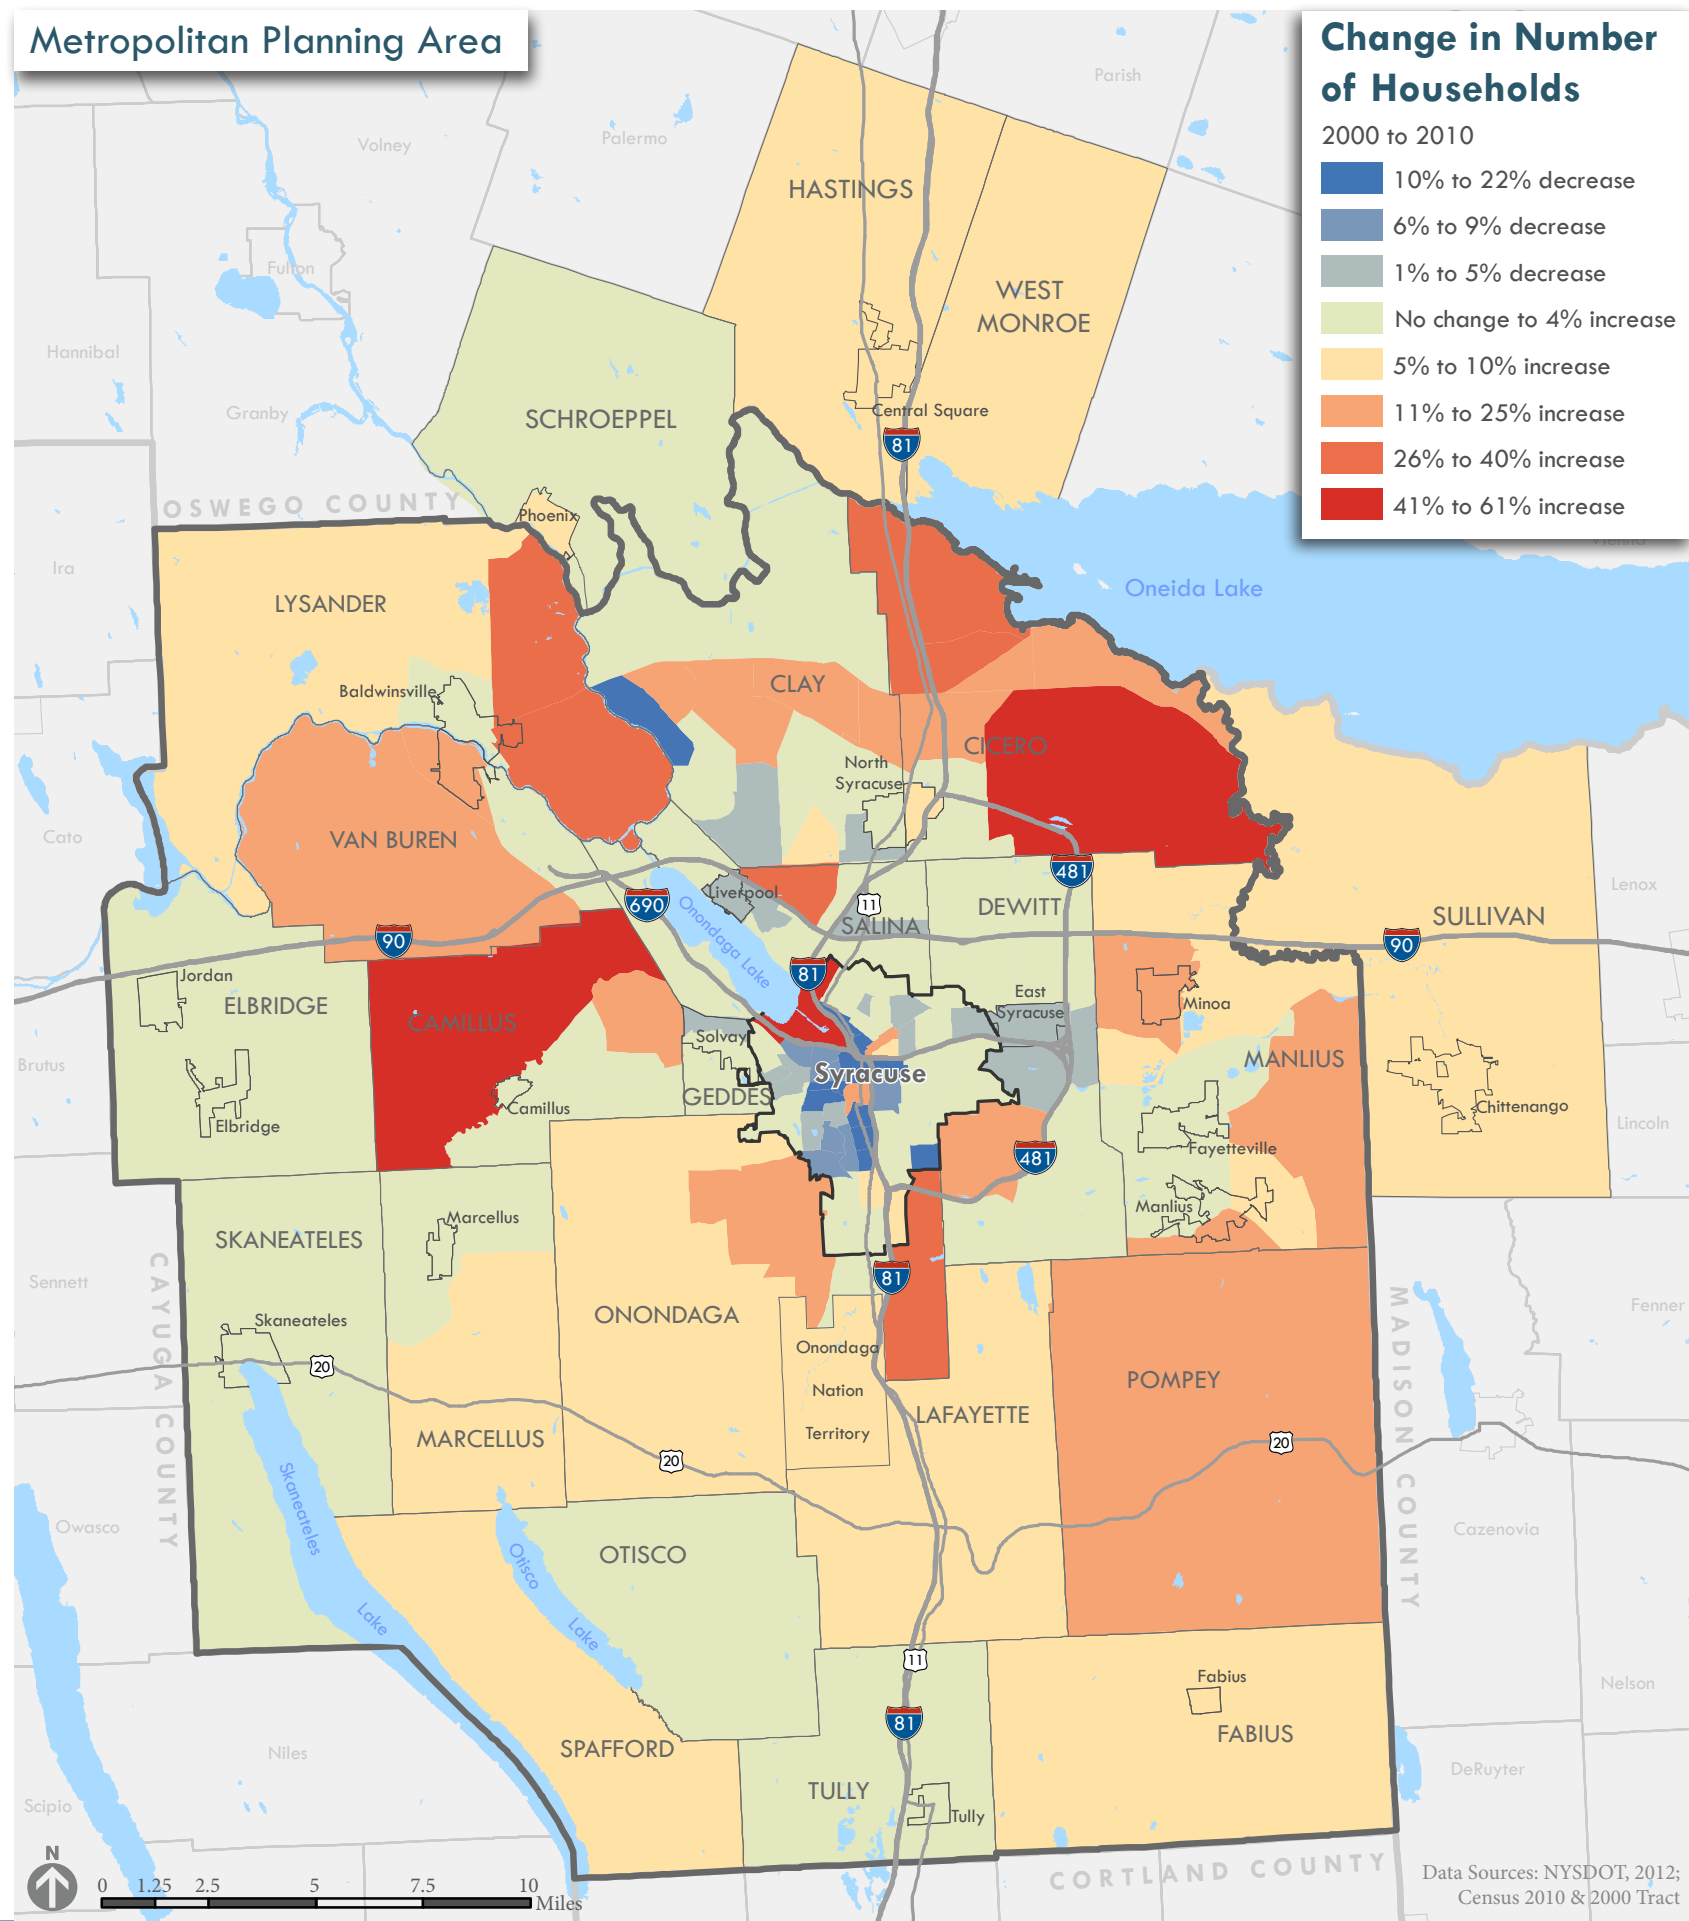 Metropolitan Planning Area
Change in Number
of Households
2000 to 2010
10% to 22% decrease
6% to 9% decrease
1% to 5% decrease
No change to 4% increase
5% to 10% increase
11% to 25% increase
26% to 40% increase
41% to 61% increase
Parish
Volney
Palermo
HASTINGS
Fulton
WEST
MONROE
Hannibal
Granby
SCHROEPPEL
Central Square
81
OSWEGO COUNTY
Phoenix
Vienna
Ira
Oneida Lake
LYSANDER
Baldwinsville
CLAY
CICERO
North
Syracuse
Cato
VAN BUREN
481
Liverpool
690
11
Lenox
DEWITT
SULLIVAN
SALINA
90
90
Onondaga Lake
81
Jordan
ELBRIDGE
East
Syracuse
Minoa
CAMILLUS
Solvay
Brutus
MANLIUS
Syracuse
GEDDES
Camillus
Chittenango
Elbridge
Lincoln
Fayetteville
481
Manlius
Marcellus
SKANEATELES
CAYUGA COUNTY
Sennett
81
MADISON COUNTY
Fenner
Skaneateles
ONONDAGA
Onondaga
Nation
Territory
20
POMPEY
LAFAYETTE
MARCELLUS
20
20
Skaneateles
Lake
Owasco
Cazenovia
OTISCO
Otisco
Lake
11
Fabius
Nelson
81
FABIUS
SPAFFORD
Niles
DeRuyter
TULLY
Tully
Scipio
N
CORTLAND COUNTY
0 1.25 2.5 5 7.5 10
Miles
Data Sources: NYSDOT, 2012;
Census 2010 & 2000 Tract